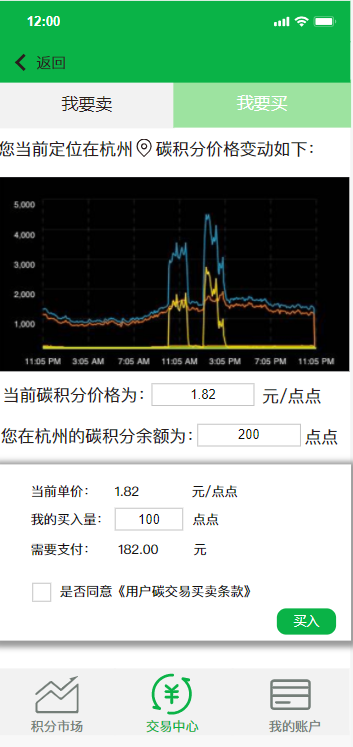 12:00
返回
我要卖 我要买
您当前定位在杭州 碳积分价格变动如下：
5,000
4,000
3,000
2,000
1,000
11:05 PM 3:05 AM 7:05 AM 11:05 AM 3:05 PM 7:05 PM 11:05 PM
当前碳积分价格为： 1.82 元/点点
您在杭州的碳积分余额为： 200 点点
当前单价： 1.82 元/点点
我的买入量： 100 点点
需要支付： 182.00 元
是否同意《用户碳交易买卖条款》
买入
积分市场 交易中心 我的账户